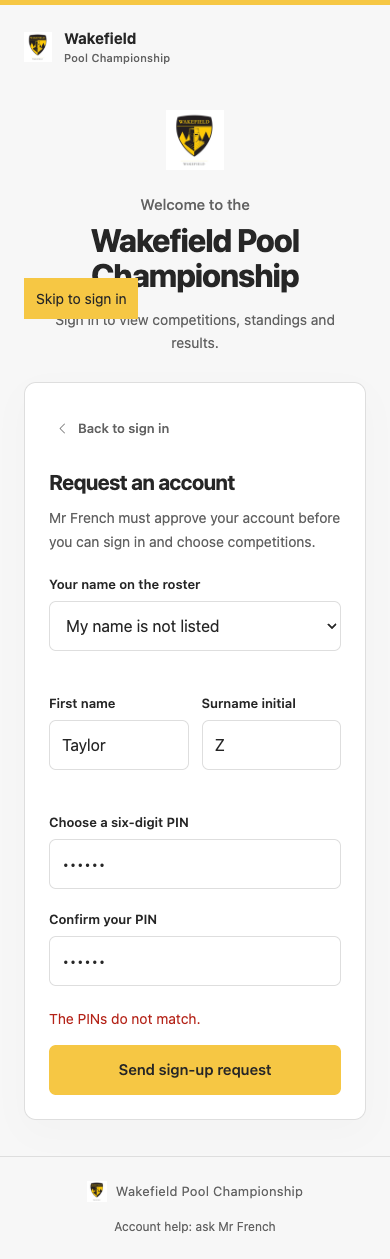 Wakefield
Pool Championship
WAKEFIELD
Welcome to the
Wakefield Pool
Championship
Skip to sign in
Sign in to view competitions, standings and
results.
Back to sign in
Request an account
Mr French must approve your account before
you can sign in and choose competitions.
Your name on the roster
My name is not listed
First name
Surname initial
Taylor
Z
Choose a six-digit PIN
••••••
Confirm your PIN
••••••
The PINs do not match.
Send sign-up request
Wakefield Pool Championship
Account help: ask Mr French